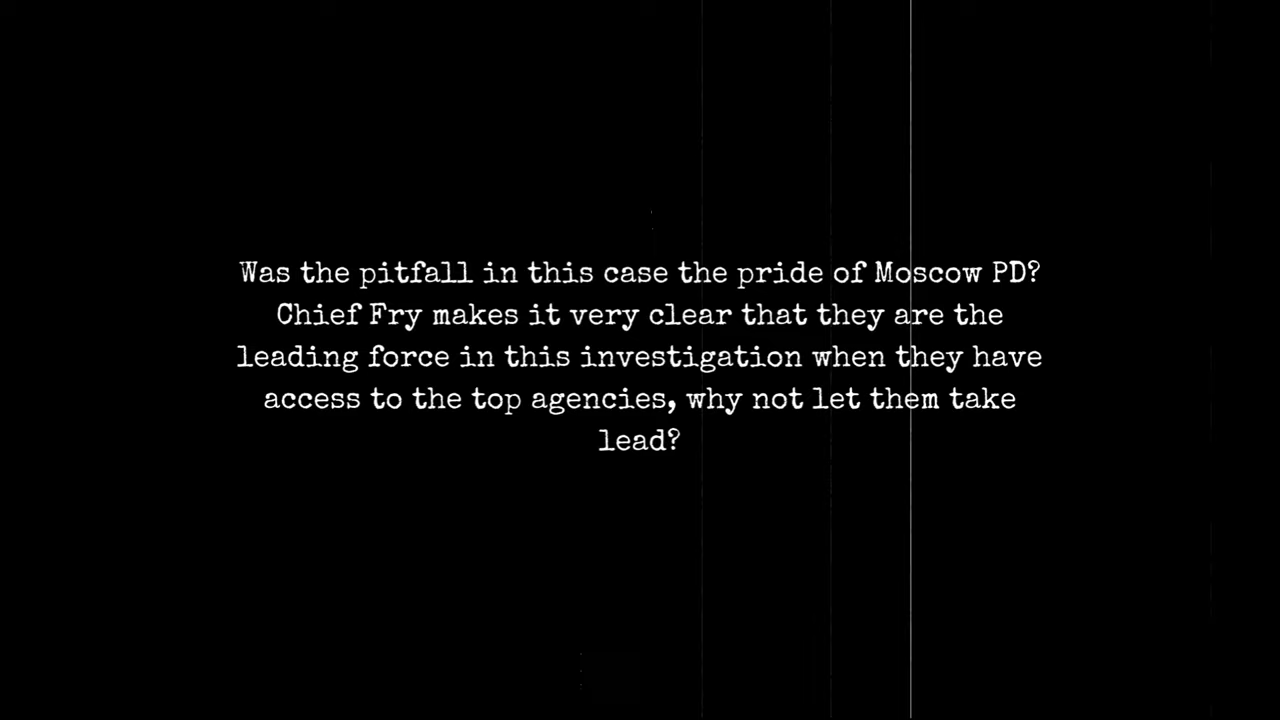 Was the pitfall in this case the pride of Moscow PD?
Chief Fry makes it very clear that they are the
leading force in this investigation when they have
access to the top agencies, why not let them take
lead?